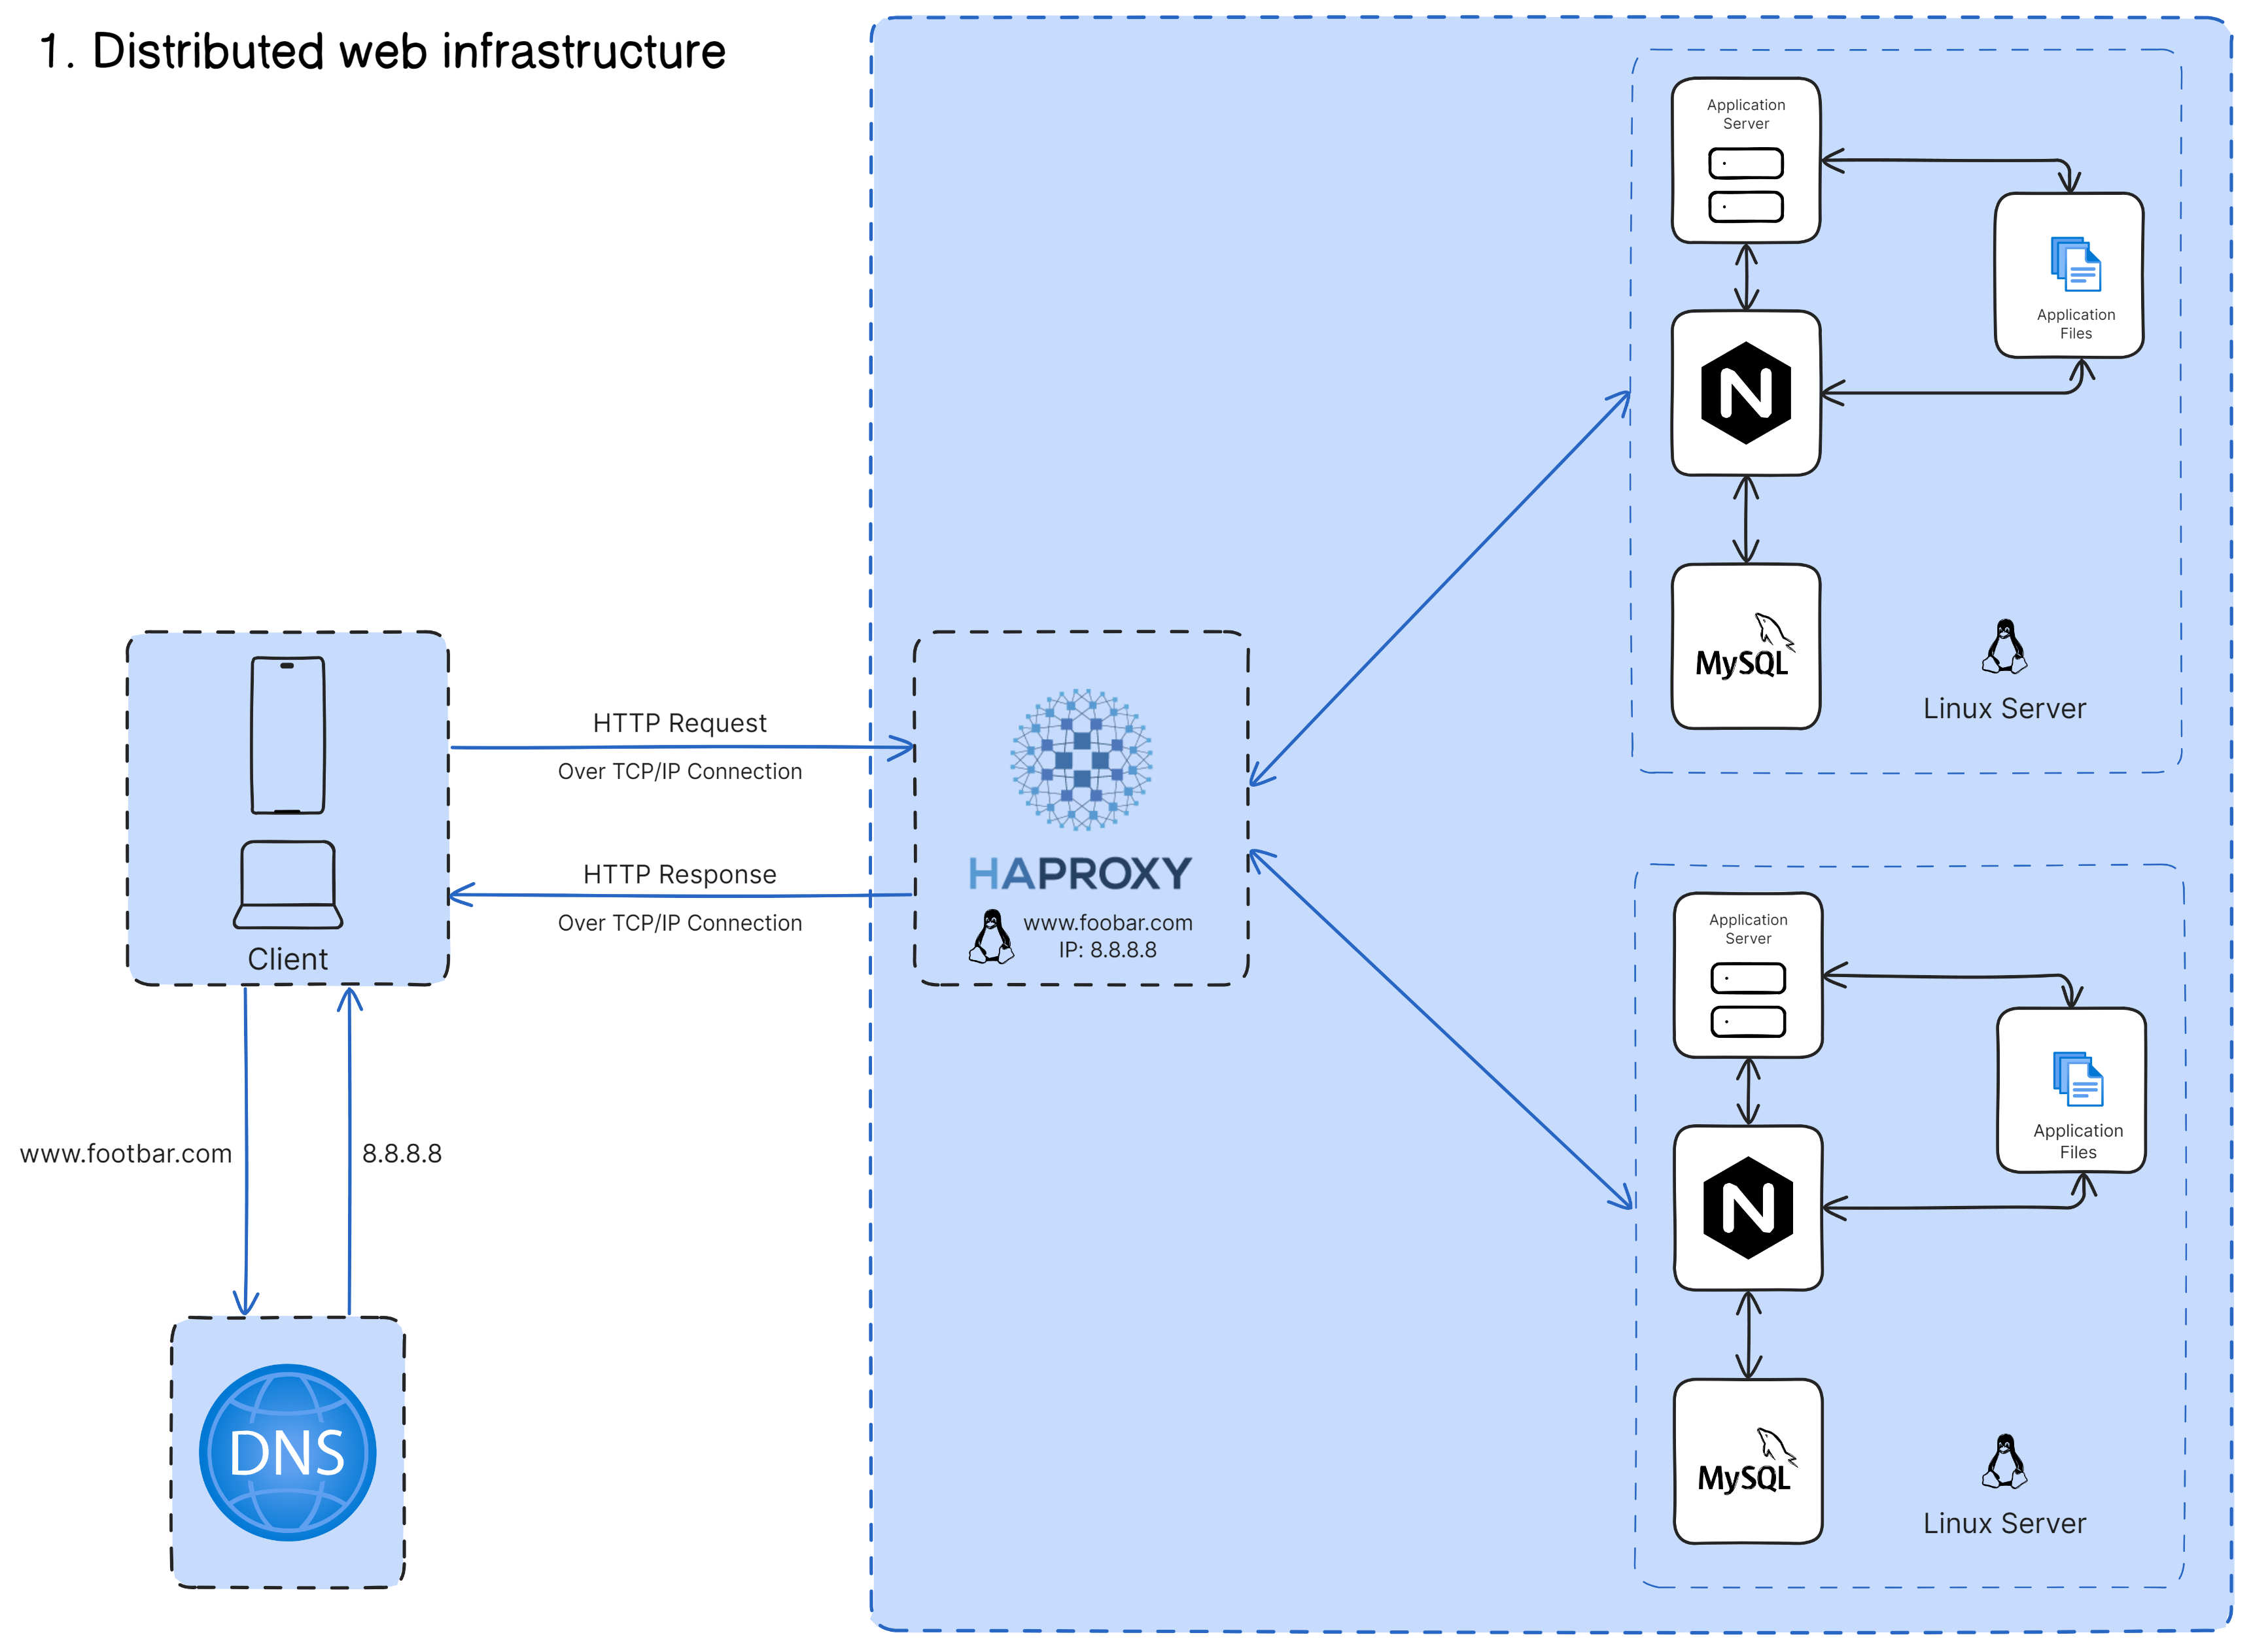 1. Distributed web infrastructure
Application
Server
Application
Files
MySQL
Linux Server
HTTP Request
Over TCP/IP Connection
HTTP Response
Over TCP/IP Connection
Client
HAPROXY
www.foobar.com
IP: 8.8.8.8
www.footbar.com
8.8.8.8
DNS
Application
Server
Application
Files
MySQL
Linux Server
N
N